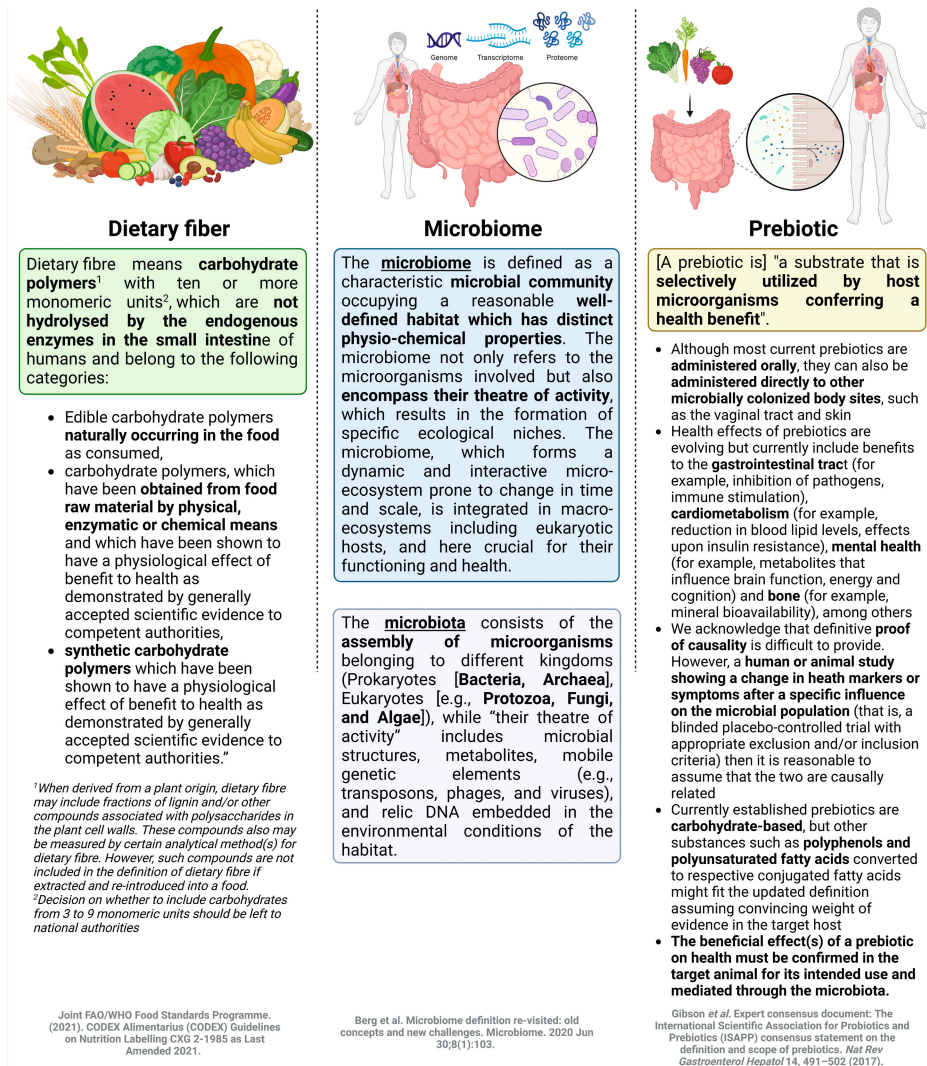 Dietary fiber
Dietary fibre means carbohydrate
polymers¹ with ten or more
monomeric units², which are not
hydrolysed by the endogenous
enzymes in the small intestine of
humans and belong to the following
categories:
• Edible carbohydrate polymers
naturally occurring in the food
as consumed,
• carbohydrate polymers, which
have been obtained from food
raw material by physical,
enzymatic or chemical means
and which have been shown to
have a physiological effect of
benefit to health as
demonstrated by generally
accepted scientific evidence to
competent authorities,
• synthetic carbohydrate
polymers which have been
shown to have a physiological
effect of benefit to health as
demonstrated by generally
accepted scientific evidence to
competent authorities.”
¹When derived from a plant origin, dietary fibre
may include fractions of lignin and/or other
compounds associated with polysaccharides in
the plant cell walls. These compounds also may
be measured by certain analytical method(s) for
dietary fibre. However, such compounds are not
included in the definition of dietary fibre if
extracted and re-introduced into a food.
²Decision on whether to include carbohydrates
from 3 to 9 monomeric units should be left to
national authorities
Joint FAO/WHO Food Standards Programme.
(2021). CODEX Alimentarius (CODEX) Guidelines
on Nutrition Labelling CXG 2-1985 as Last
Amended 2021.
Genome
Transcriptome
Proteome
Microbiome
The microbiome is defined as a
characteristic microbial community
occupying a reasonable well-
defined habitat which has distinct
physio-chemical properties. The
microbiome not only refers to the
microorganisms involved but also
encompass their theatre of activity,
which results in the formation of
specific ecological niches. The
microbiome, which forms a
dynamic and interactive micro-
ecosystem prone to change in time
and scale, is integrated in macro-
ecosystems including eukaryotic
hosts, and here crucial for their
functioning and health.
The microbiota consists of the
assembly of microorganisms
belonging to different kingdoms
(Prokaryotes [Bacteria, Archaea],
Eukaryotes [e.g., Protozoa, Fungi,
and Algae]), while “their theatre of
activity” includes microbial
structures, metabolites, mobile
genetic elements (e.g.,
transposons, phages, and viruses),
and relic DNA embedded in the
environmental conditions of the
habitat.
Berg et al. Microbiome definition re-visited: old
concepts and new challenges. Microbiome. 2020 Jun
30;8(1):103.
Prebiotic
[A prebiotic is] "a substrate that is
selectively utilized by host
microorganisms conferring a
health benefit".
• Although most current prebiotics are
administered orally, they can also be
administered directly to other
microbially colonized body sites, such
as the vaginal tract and skin
• Health effects of prebiotics are
evolving but currently include benefits
to the gastrointestinal tract (for
example, inhibition of pathogens,
immune stimulation),
cardiometabolism (for example,
reduction in blood lipid levels, effects
upon insulin resistance), mental health
(for example, metabolites that
influence brain function, energy and
cognition) and bone (for example,
mineral bioavailability), among others
• We acknowledge that definitive proof
of causality is difficult to provide.
However, a human or animal study
showing a change in heath markers or
symptoms after a specific influence
on the microbial population (that is, a
blinded placebo-controlled trial with
appropriate exclusion and/or inclusion
criteria) then it is reasonable to
assume that the two are causally
related
• Currently established prebiotics are
carbohydrate-based, but other
substances such as polyphenols and
polyunsaturated fatty acids converted
to respective conjugated fatty acids
might fit the updated definition
assuming convincing weight of
evidence in the target host
• The beneficial effect(s) of a prebiotic
on health must be confirmed in the
target animal for its intended use and
mediated through the microbiota.
Gibson et al. Expert consensus document: The
International Scientific Association for Probiotics and
Prebiotics (ISAPP) consensus statement on the
definition and scope of prebiotics. Nat Rev
Gastroenterol Hepatol 14, 491–502 (2017).